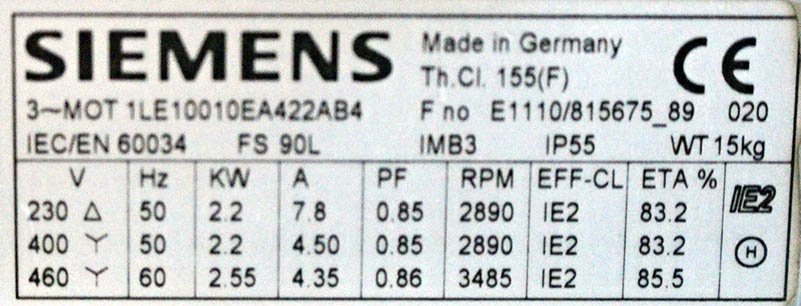 SIEMENS Made in Germany CE
Th.Cl. 155(F)
3~MOT 1LE10010EA422AB4 F no E1110/815675_89 020
IEC/EN 60034 FS 90L IMB3 IP55 WT 15kg
V Hz KW A PF RPM EFF-CL ETA % IE2
230 △ 50 2.2 7.8 0.85 2890 IE2 83.2
400 Y 50 2.2 4.50 0.85 2890 IE2 83.2 H
460 Y 60 2.55 4.35 0.86 3485 IE2 85.5